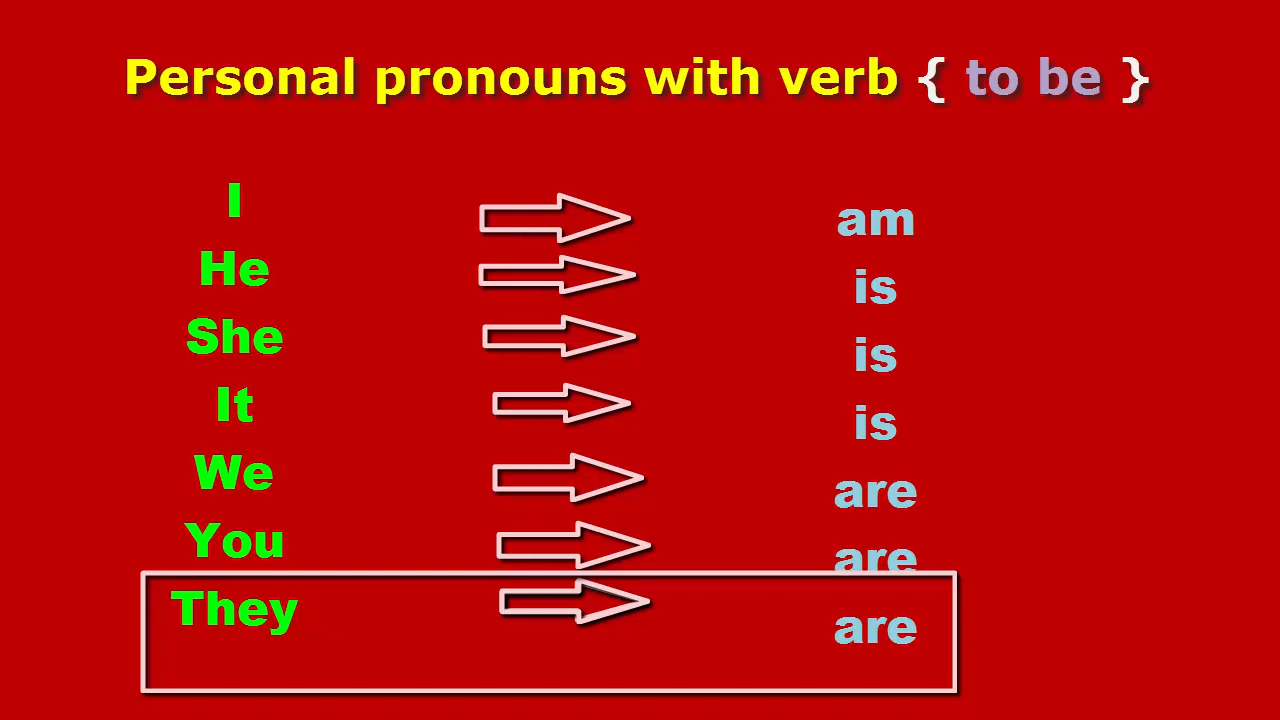 Personal pronouns with verb { to be }
I am
He is
She is
It is
We are
You are
They are